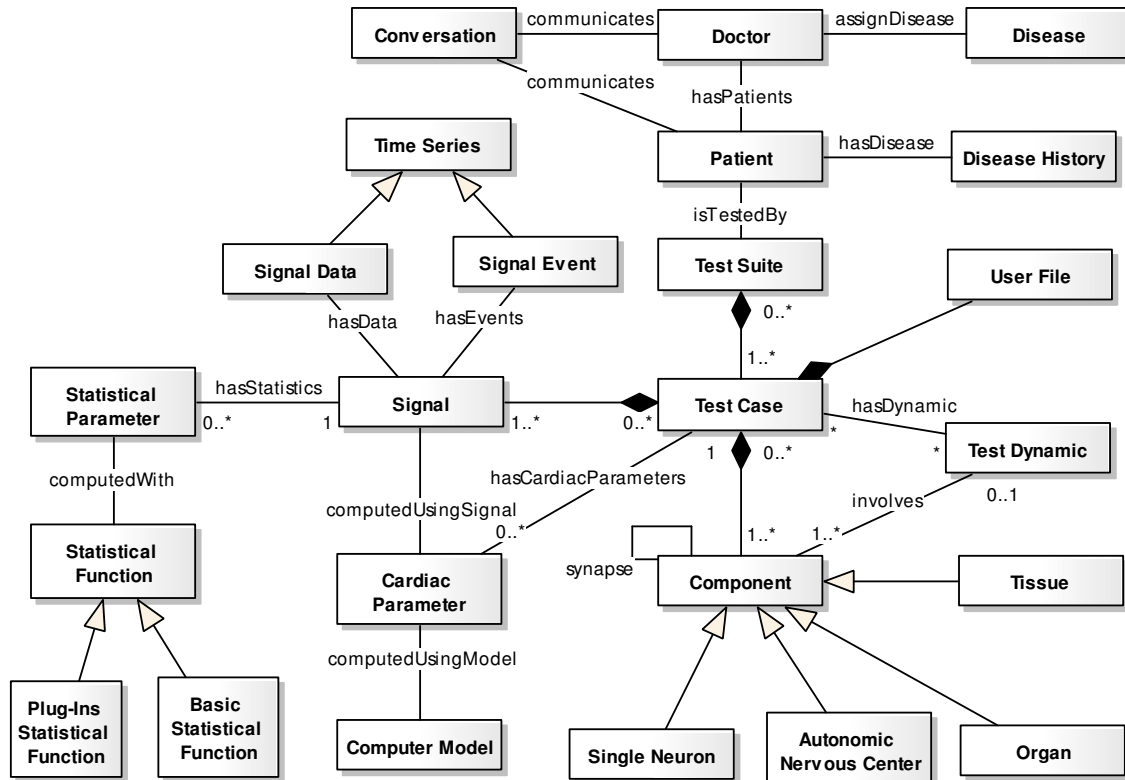 communicates
assignDisease
Conversation
Doctor
Disease
communicates
hasPatients
Time Series
Patient
hasDisease
Disease History
isTestedBy
Signal Data
Signal Event
Test Suite
User File
0..*
hasData
hasEvents
1..*
Statistical
Parameter
hasStatistics
0..*
1
Signal
1..*
0..*
Test Case
hasDynamic
*
*
Test Dynamic
0..1
1
0..*
hasCardiacParameters
computedWith
computedUsingSignal
0..*
involves
1..*
1..*
synapse
Statistical
Function
Cardiac
Parameter
Component
Tissue
computedUsingModel
Plug-Ins
Statistical
Function
Basic
Statistical
Function
Computer Model
Single Neuron
Autonomic
Nervous Center
Organ